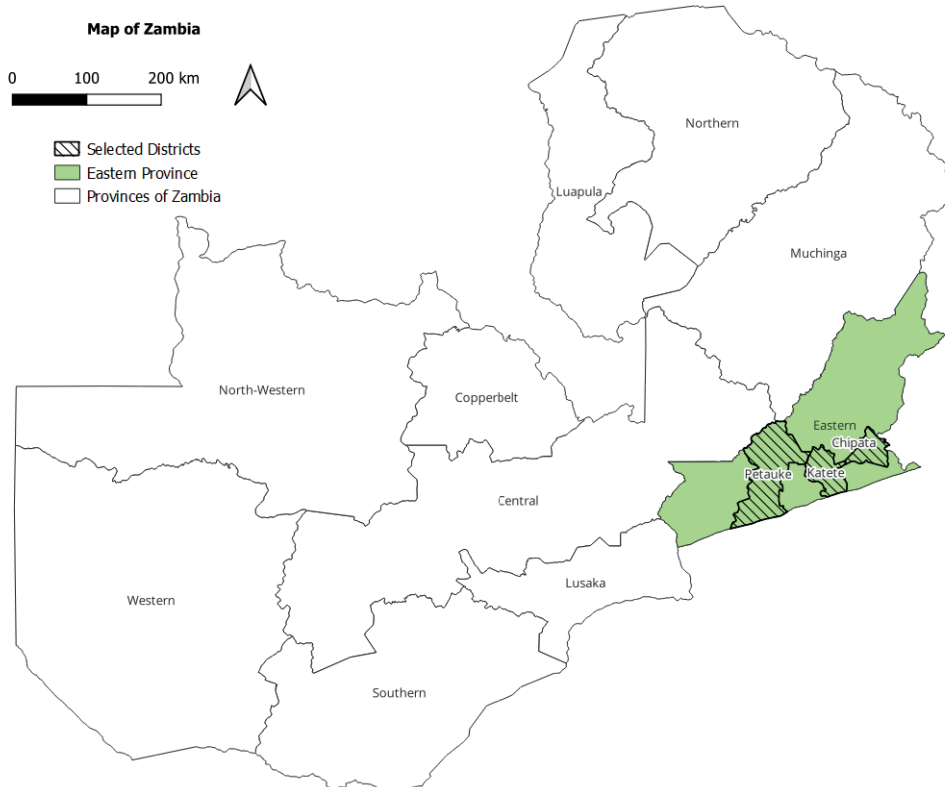 Map of Zambia
0 100 200 km
Selected Districts
Eastern Province
Provinces of Zambia
Northern
Luapula
Muchinga
North-Western
Copperbelt
Eastern
Chipata
Petauke
Katete
Central
Lusaka
Western
Southern